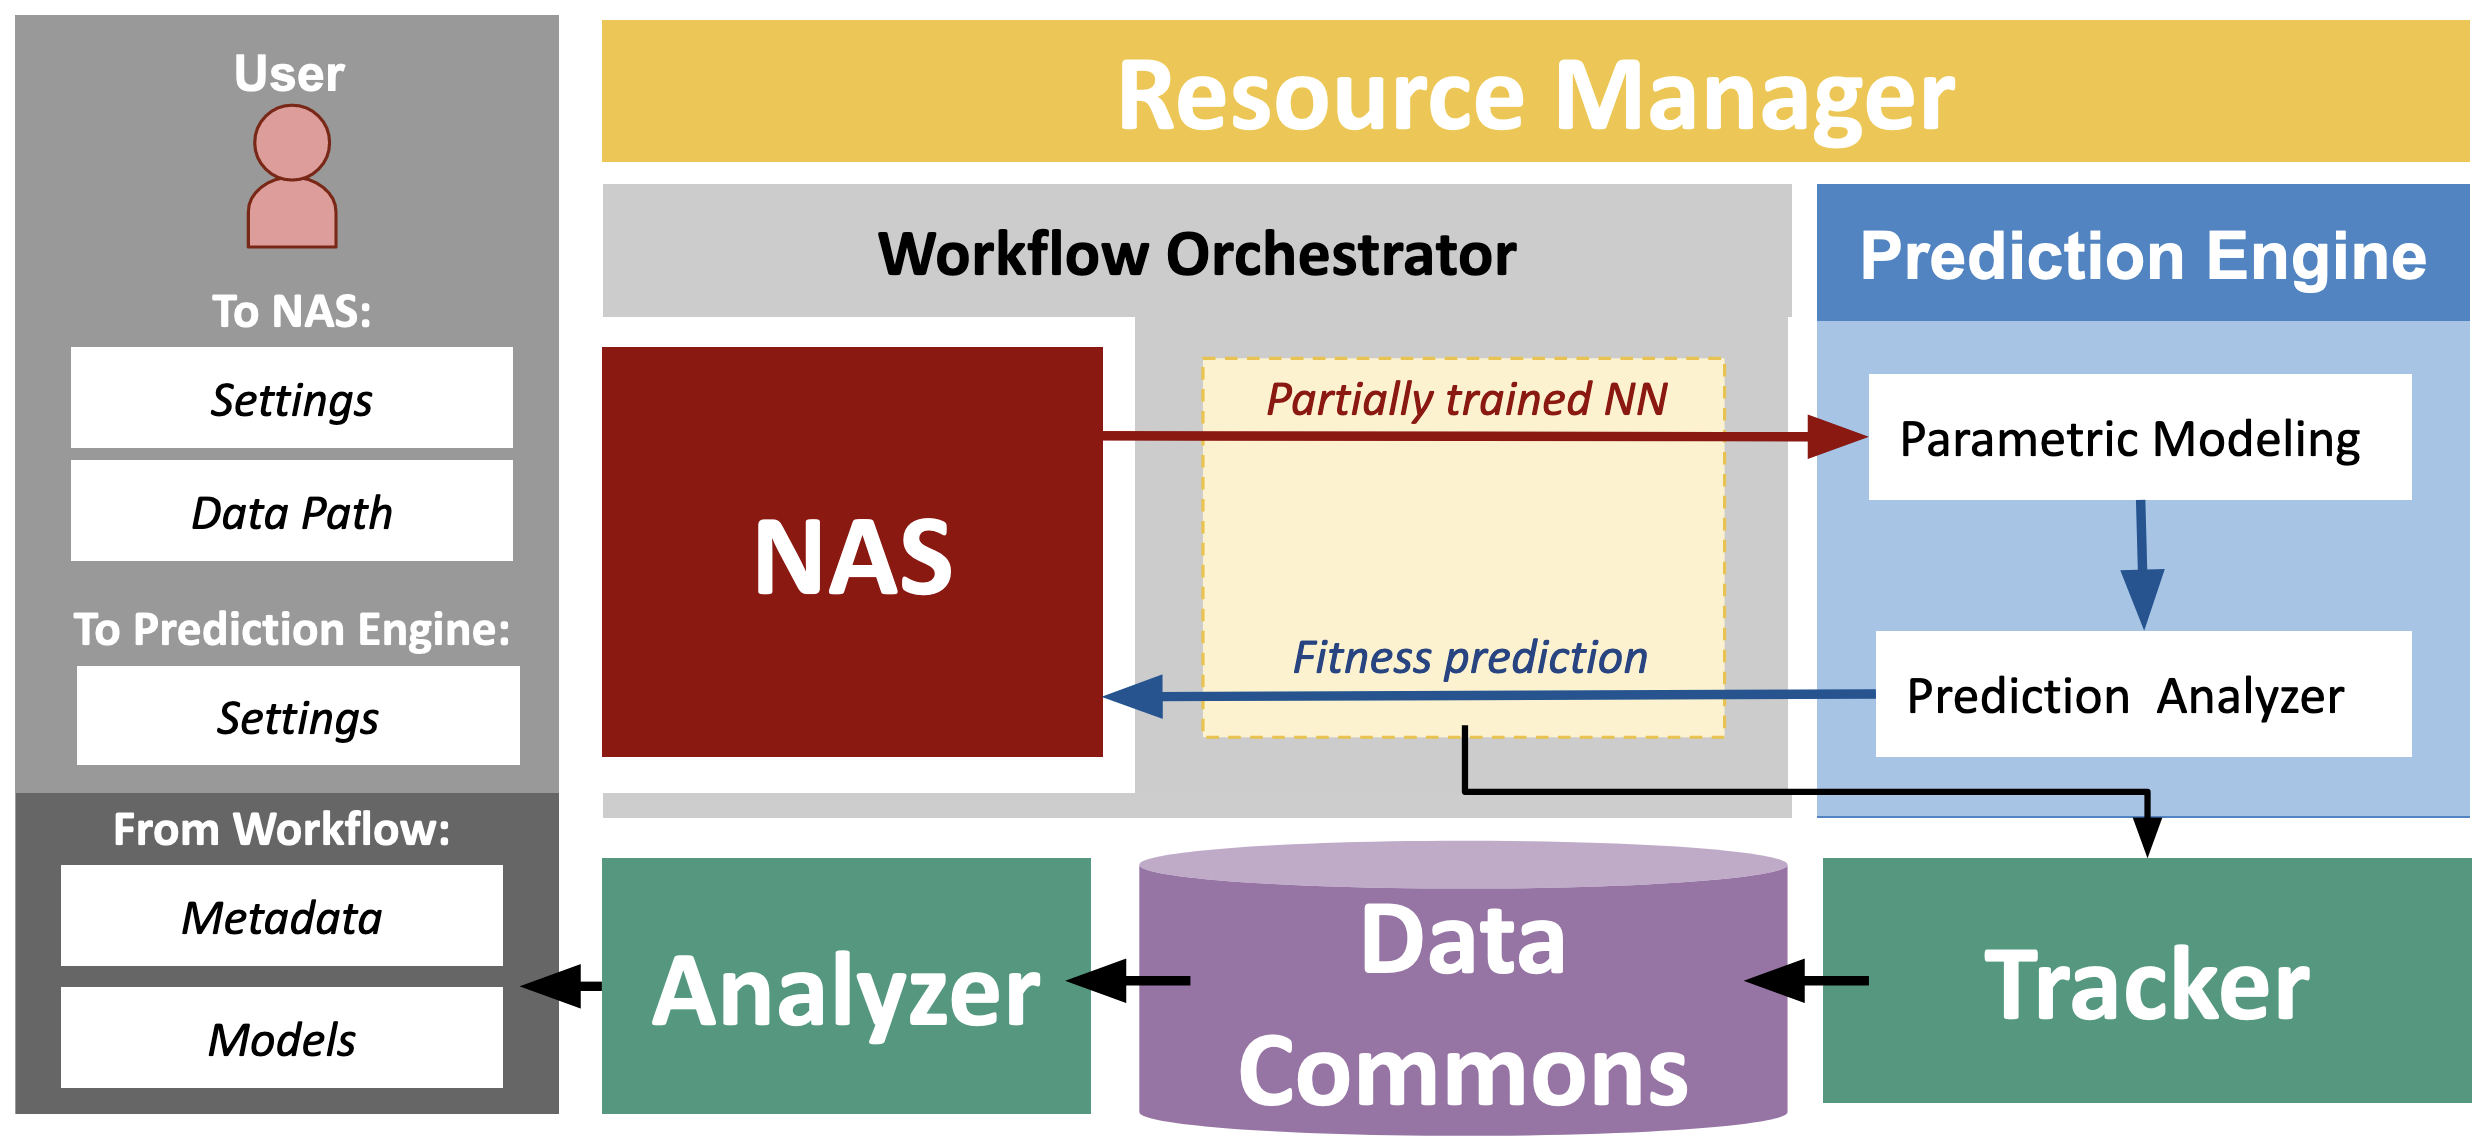 User
To NAS:
Settings
Data Path
To Prediction Engine:
Settings
From Workflow:
Metadata
Models
Resource Manager
Workflow Orchestrator
Prediction Engine
NAS
Partially trained NN
Fitness prediction
Parametric Modeling
Prediction Analyzer
Analyzer
Data
Commons
Tracker